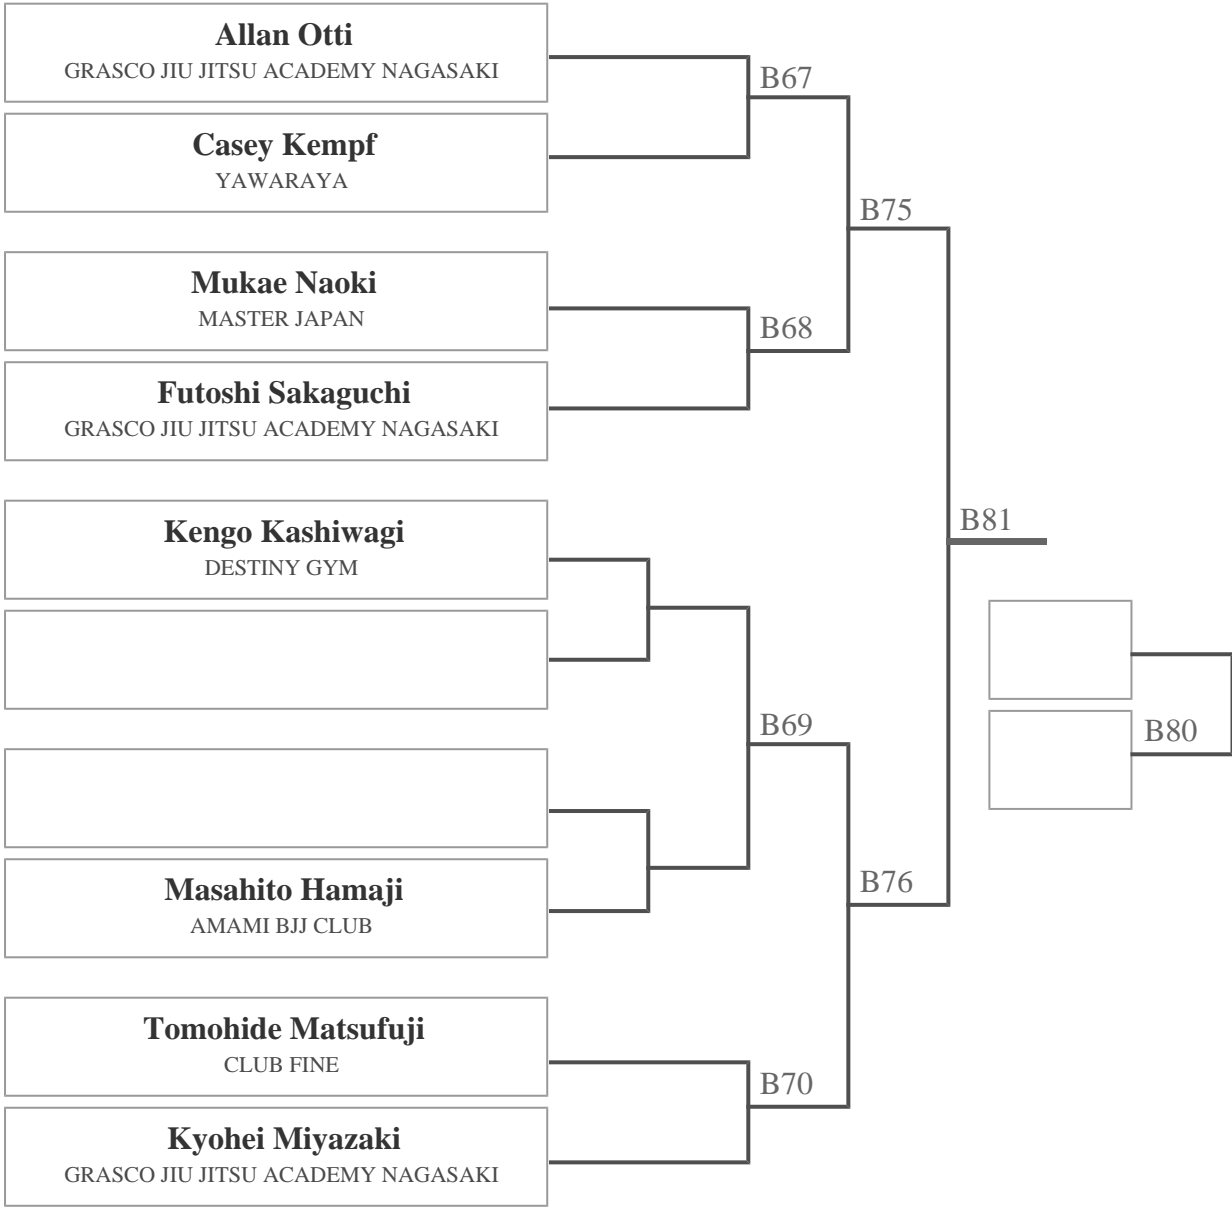 Allan Otti
GRASCO JIU JITSU ACADEMY NAGASAKI
B67
Casey Kempf
YAWARAYA
B75
Mukae Naoki
MASTER JAPAN
B68
Futoshi Sakaguchi
GRASCO JIU JITSU ACADEMY NAGASAKI
Kengo Kashiwagi
DESTINY GYM
B81
B69
B80
Masahito Hamaji
AMAMI BJJ CLUB
B76
Tomohide Matsufuji
CLUB FINE
B70
Kyohei Miyazaki
GRASCO JIU JITSU ACADEMY NAGASAKI